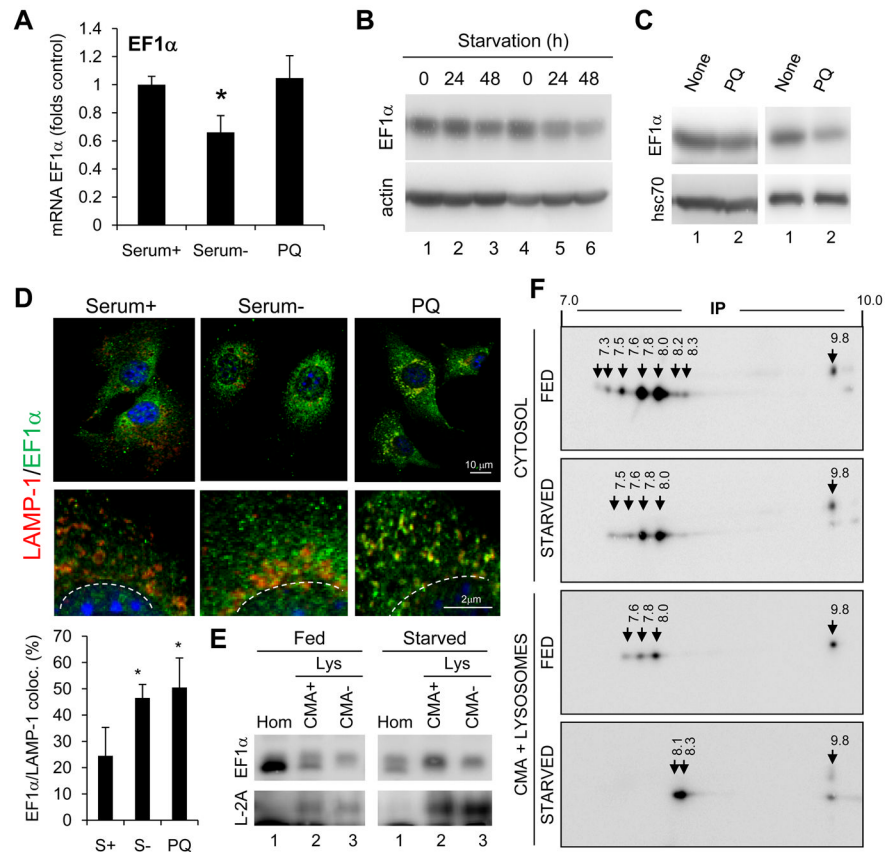 A
EF1α
mRNA EF1α (folds control)
1.4
1.2
1
0.8
0.6
0.4
0.2
0
*
Serum+ Serum- PQ
B
Starvation (h)
0 24 48 0 24 48
EF1α
actin
1 2 3 4 5 6
C
None PQ None PQ
EF1α
hsc70
1 2 1 2
D
Serum+ Serum- PQ
LAMP-1/EF1α
10 µm
2µm
EF1α/LAMP-1 coloc. (%)
70
60
50
40
30
20
10
0
* *
S+ S- PQ
E
Fed Starved
Lys Lys
Hom CMA+ CMA- Hom CMA+ CMA-
EF1α
L-2A
1 2 3 1 2 3
F
7.0 IP 10.0
CYTOSOL
FED
7.3 7.5 7.6 7.8 8.0 8.2 8.3 9.8
STARVED
7.5 7.6 7.8 8.0 9.8
CMA + LYSOSOMES
FED
7.6 7.8 8.0 9.8
STARVED
8.1 8.3 9.8